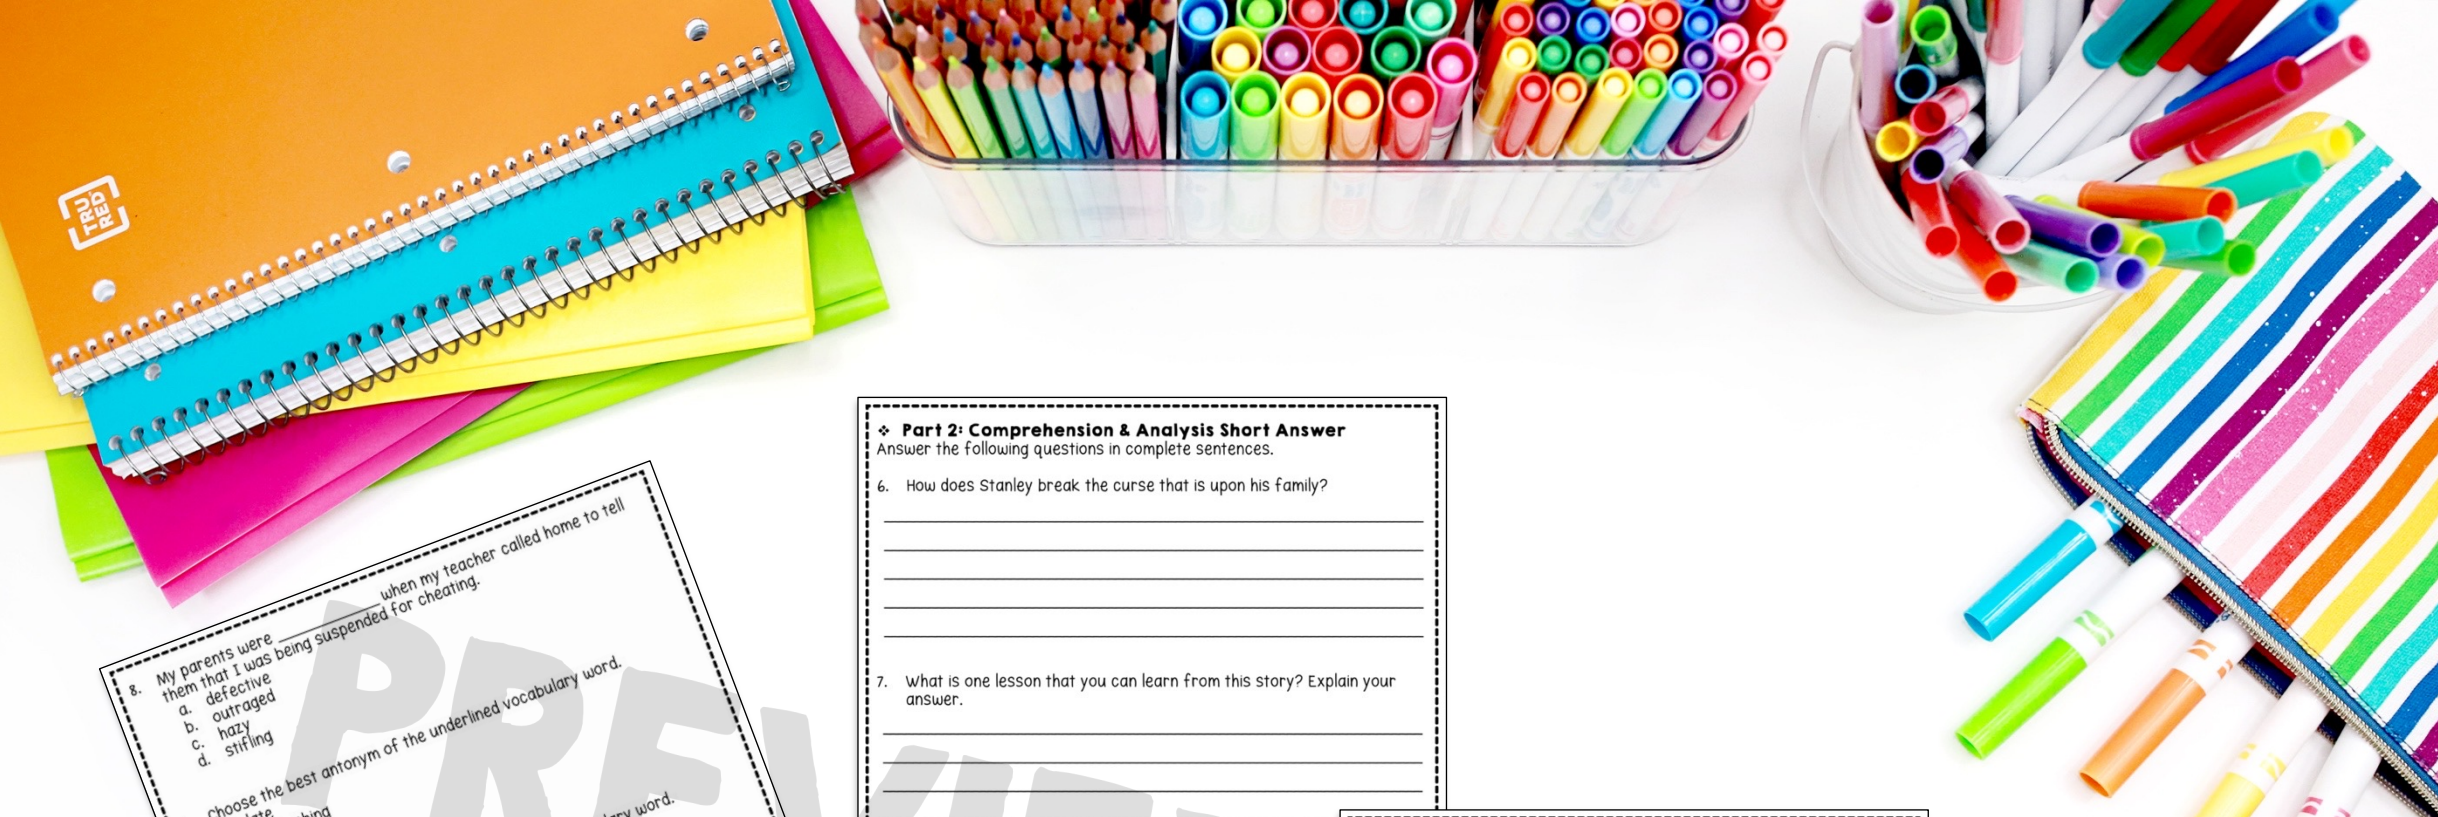 TRU
RED
8. My parents were ________ when my teacher called home to tell
them that I was being suspended for cheating.
a. defective
b. outraged
c. hazy
d. stifling
Choose the best antonym of the underlined vocabulary word.
word.
❖ Part 2: Comprehension & Analysis Short Answer
Answer the following questions in complete sentences.
6. How does Stanley break the curse that is upon his family?
7. What is one lesson that you can learn from this story? Explain your
answer.
PREVIEW